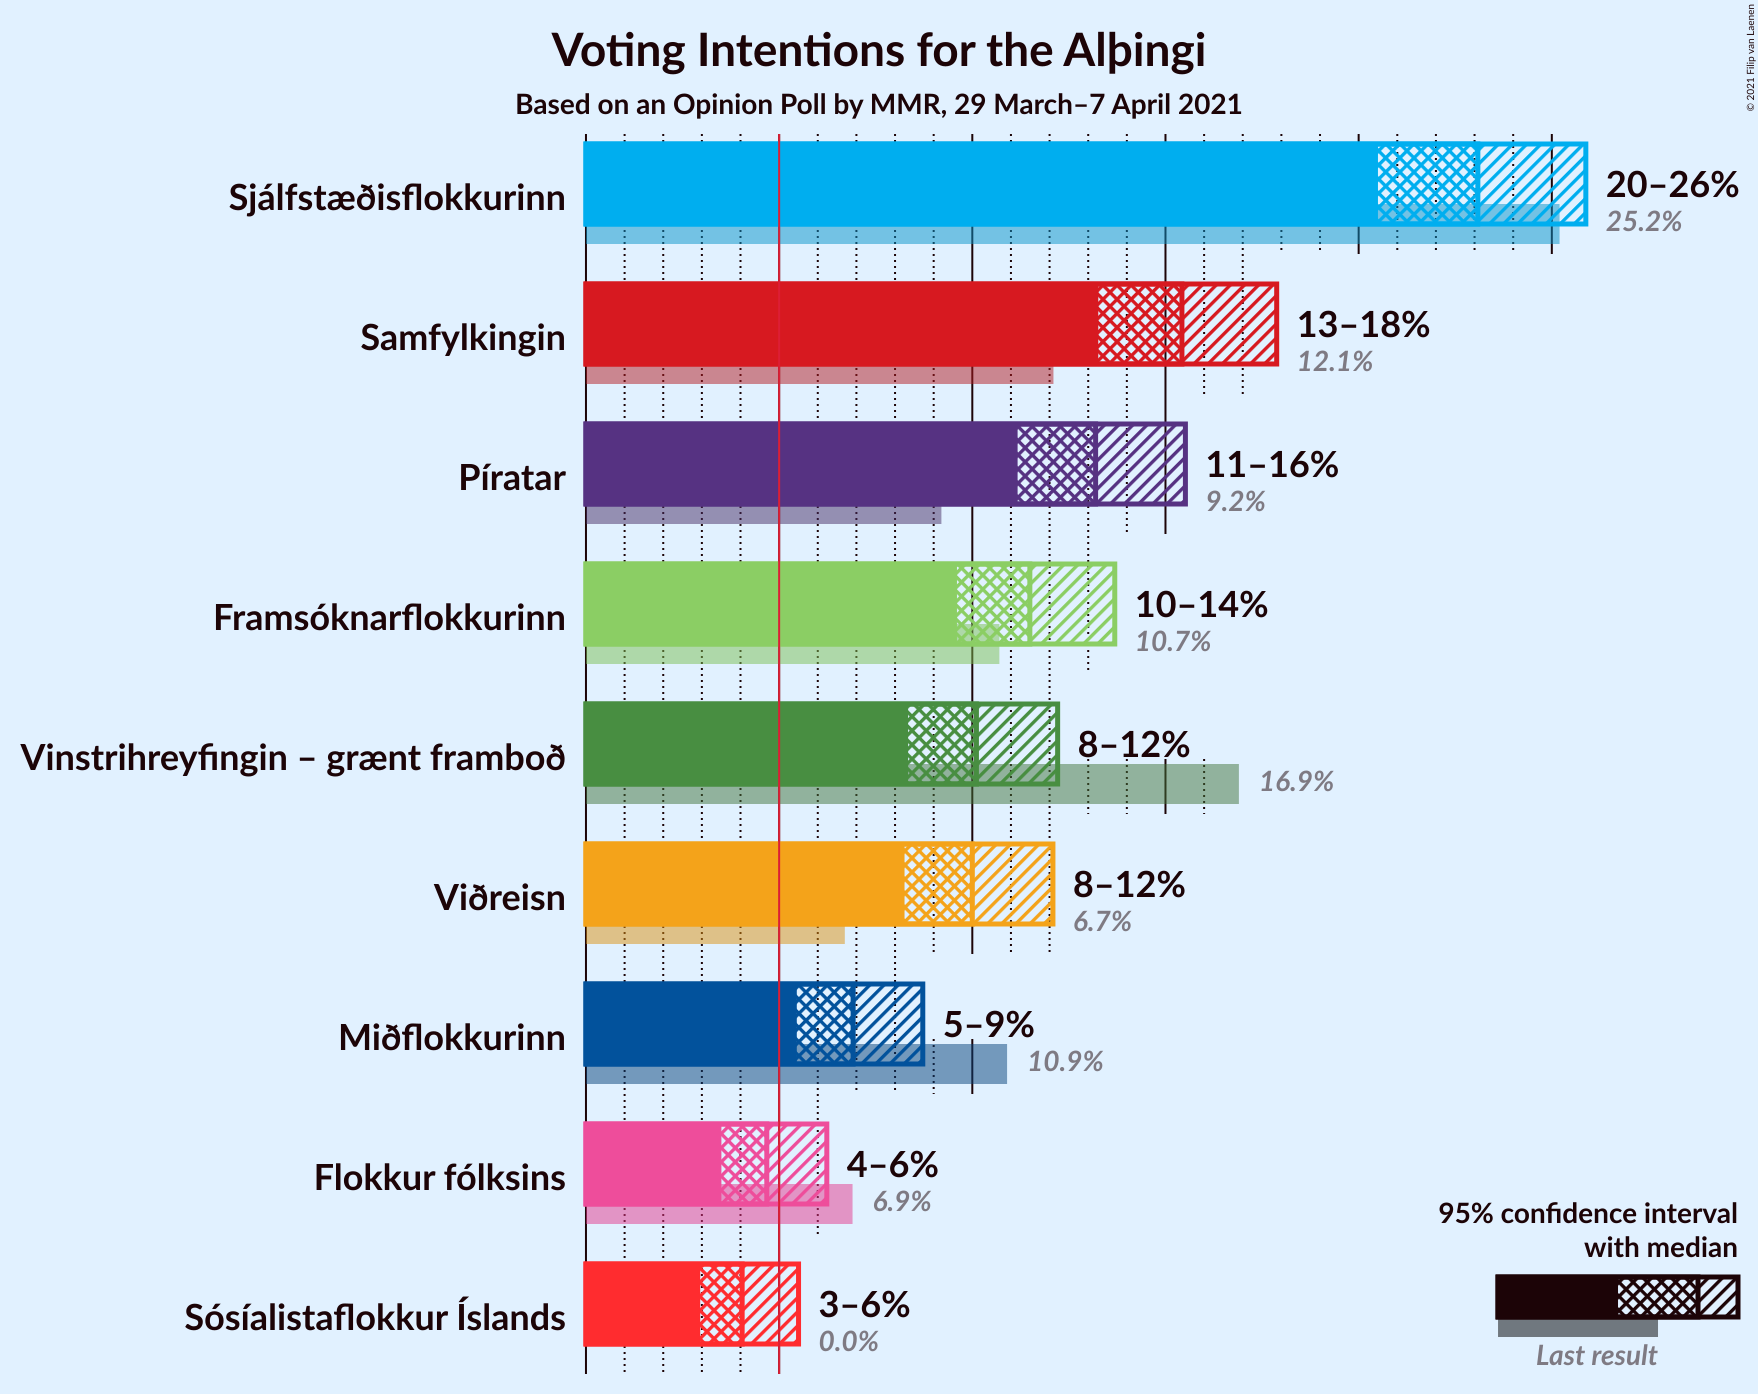 © 2021 Filip van Laenen
Voting Intentions for the Alþingi
Based on an Opinion Poll by MMR, 29 March–7 April 2021
Sjálfstæðisflokkurinn
20–26%
25.2%
Samfylkingin
13–18%
12.1%
Píratar
11–16%
9.2%
Framsóknarflokkurinn
10–14%
10.7%
Vinstrihreyfingin – grænt framboð
8–12%
16.9%
Viðreisn
8–12%
6.7%
Miðflokkurinn
5–9%
10.9%
Flokkur fólksins
4–6%
6.9%
Sósíalistaflokkur Íslands
3–6%
0.0%
95% confidence interval
with median
Last result